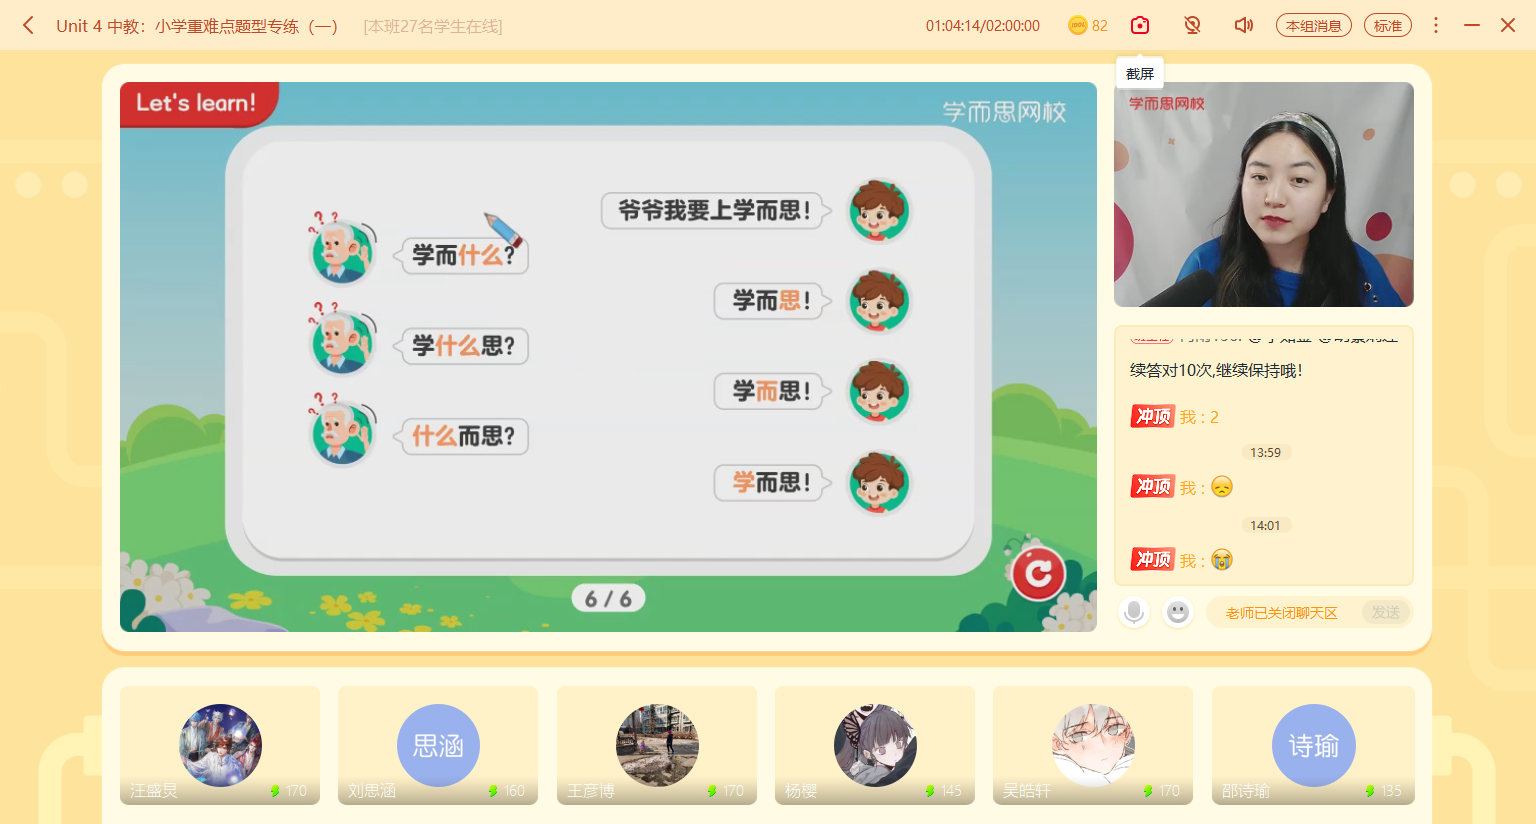 Unit 4 中教：小学重难点题型专练（一） [本班27名学生在线] 01:04:14/02:00:00 82 本组消息 标准
截屏
Let's learn!
学而思网校
爷爷我要上学而思！
学而什么？
学而思！
学什么思？
学而思！
什么而思？
学而思！
6 / 6
学而思网校
续答对10次,继续保持哦!
冲顶 我 : 2
13:59
冲顶 我 :
14:01
冲顶 我 :
老师已关闭聊天区 发送
思涵 诗瑜
汪盛炅 170 刘思涵 160 王彦博 170 杨樱 145 吴皓轩 170 邵诗瑜 135